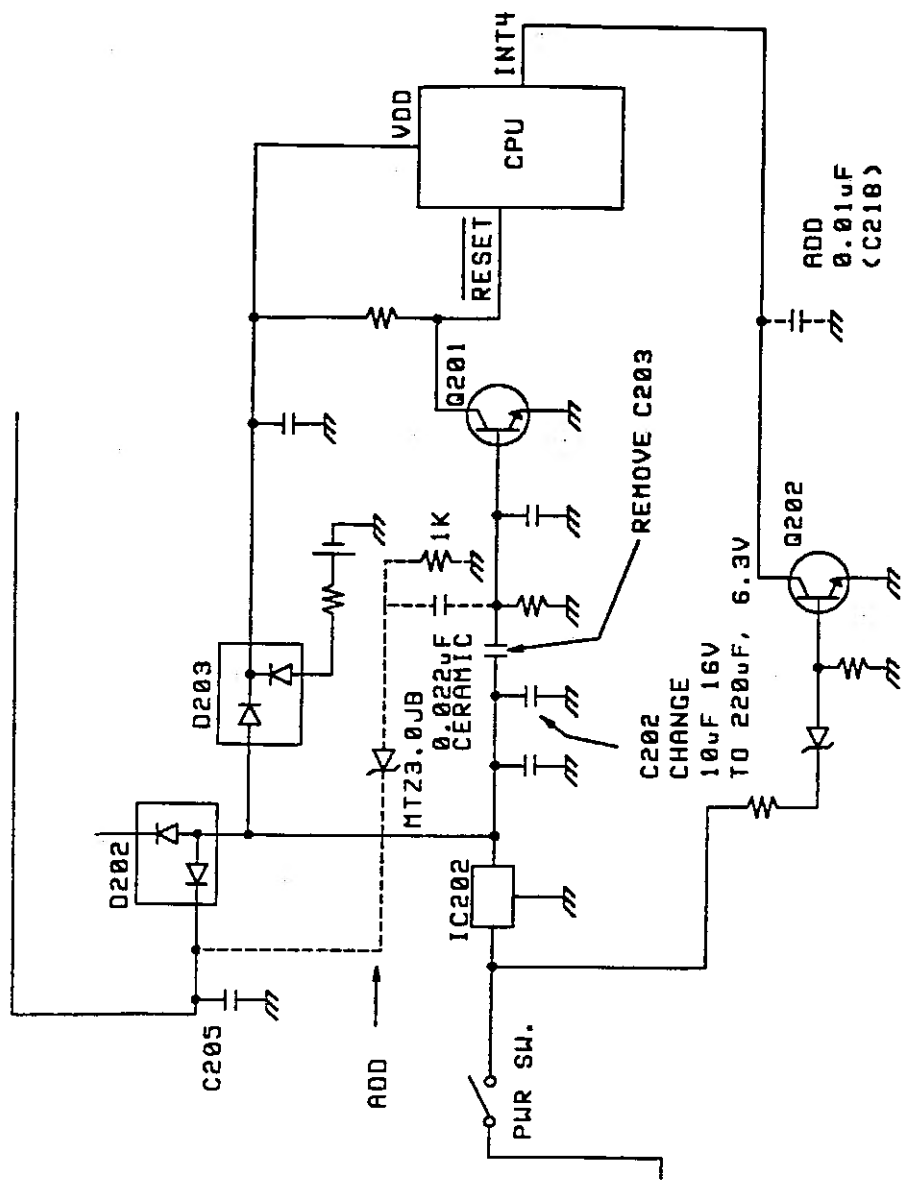 VDD
INT4
CPU
RESET
D203
D202
Q201
1K
MTZ3.0JB
0.022uF
CERAMIC
REMOVE C203
C205
ADD
IC202
PWR SW.
C202
CHANGE
10uF 16V
TO 220uF, 6.3V
Q202
ADD
0.01uF
(C218)